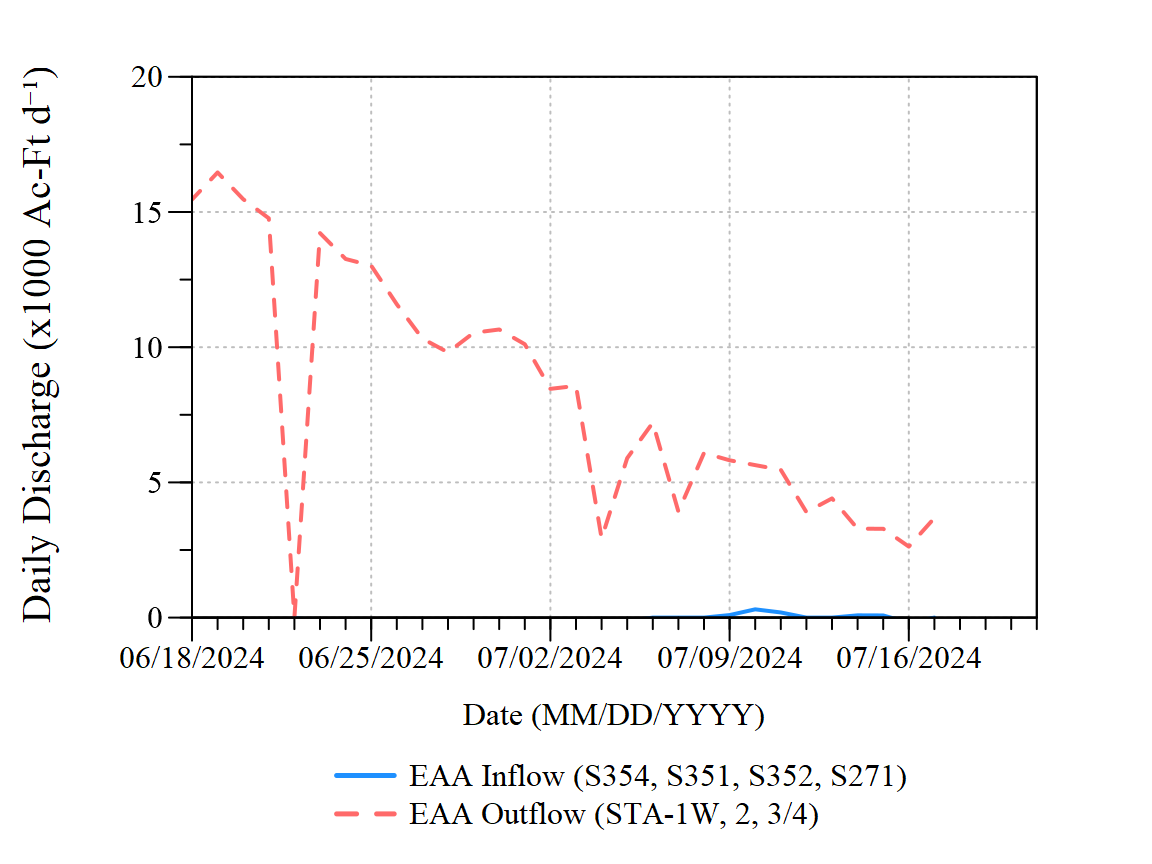 Daily Discharge (x1000 Ac-Ft d⁻¹)
20
15
10
5
0
06/18/2024 06/25/2024 07/02/2024 07/09/2024 07/16/2024
Date (MM/DD/YYYY)
EAA Inflow (S354, S351, S352, S271)
EAA Outflow (STA-1W, 2, 3/4)